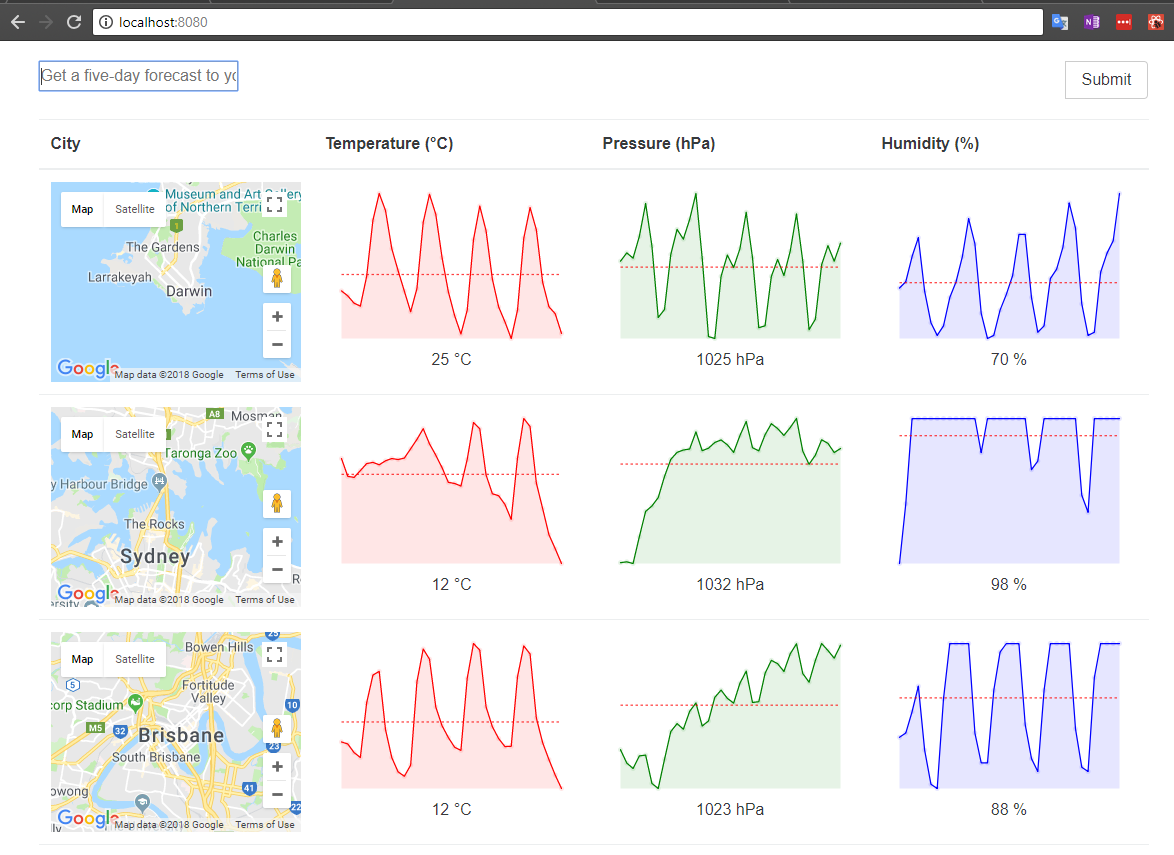 localhost:8080
Get a five-day forecast to yo
Submit
City
Temperature (°C)
Pressure (hPa)
Humidity (%)
Map
Satellite
Museum and Art Gallery
of Northern Terri
1
The Gardens
Charles
Darwin
National Pa
Larrakeyah
Darwin
+
−
Google
Map data ©2018 Google
Terms of Use
25 °C
1025 hPa
70 %
A8
Mosman
Map
Satellite
Taronga Zoo
y Harbour Bridge
The Rocks
Sydney
+
−
Google
Map data ©2018 Google
Terms of Use
12 °C
1032 hPa
98 %
25
Bowen Hills
Map
Satellite
5
Fortitude
Valley
corp Stadium
10
M5
32
Brisbane
23
South Brisbane
+
41
−
22
Google
Map data ©2018 Google
Terms of Use
12 °C
1023 hPa
88 %